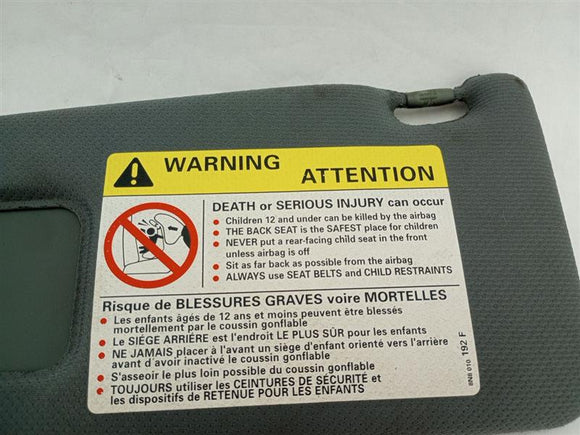 WARNING
ATTENTION
DEATH or SERIOUS INJURY can occur
• Children 12 and under can be killed by the airbag
• THE BACK SEAT is the SAFEST place for children
• NEVER put a rear-facing child seat in the front
unless airbag is off
• Sit as far back as possible from the airbag
• ALWAYS use SEAT BELTS and CHILD RESTRAINTS
Risque de BLESSURES GRAVES voire MORTELLES
• Les enfants âgés de 12 ans et moins peuvent être blessés
mortellement par le coussin gonflable
• Le SIÈGE ARRIÈRE est l'endroit LE PLUS SÛR pour les enfants
• NE JAMAIS placer à l'avant un siège d'enfant orienté vers l'arrière
avant d'avoir inactivé le coussin gonflable
• S'asseoir le plus loin possible du coussin gonflable
• TOUJOURS utiliser les CEINTURES DE SÉCURITÉ et
les dispositifs de RETENUE POUR LES ENFANTS
8N8 010 192 F